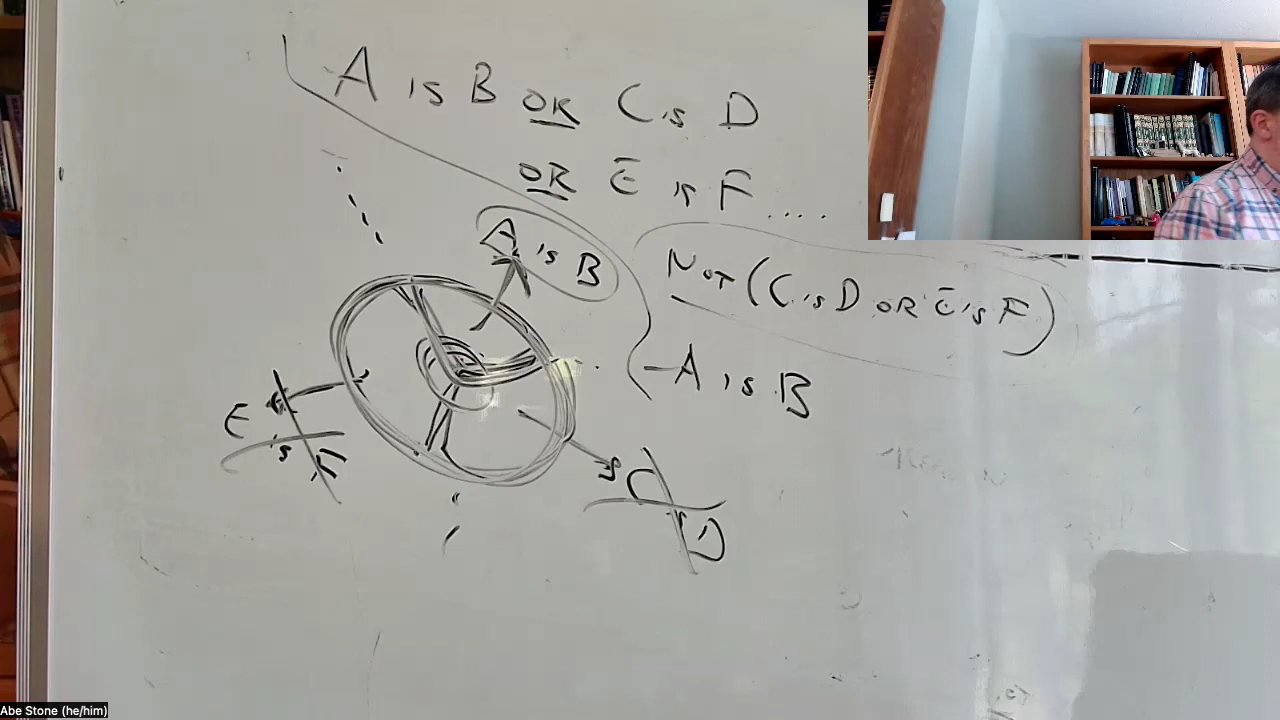 A is B OR C is D
OR E is F....
A is B
NOT (C is D OR E is F)
A is B
E is F
C is D
Abe Stone (he/him)